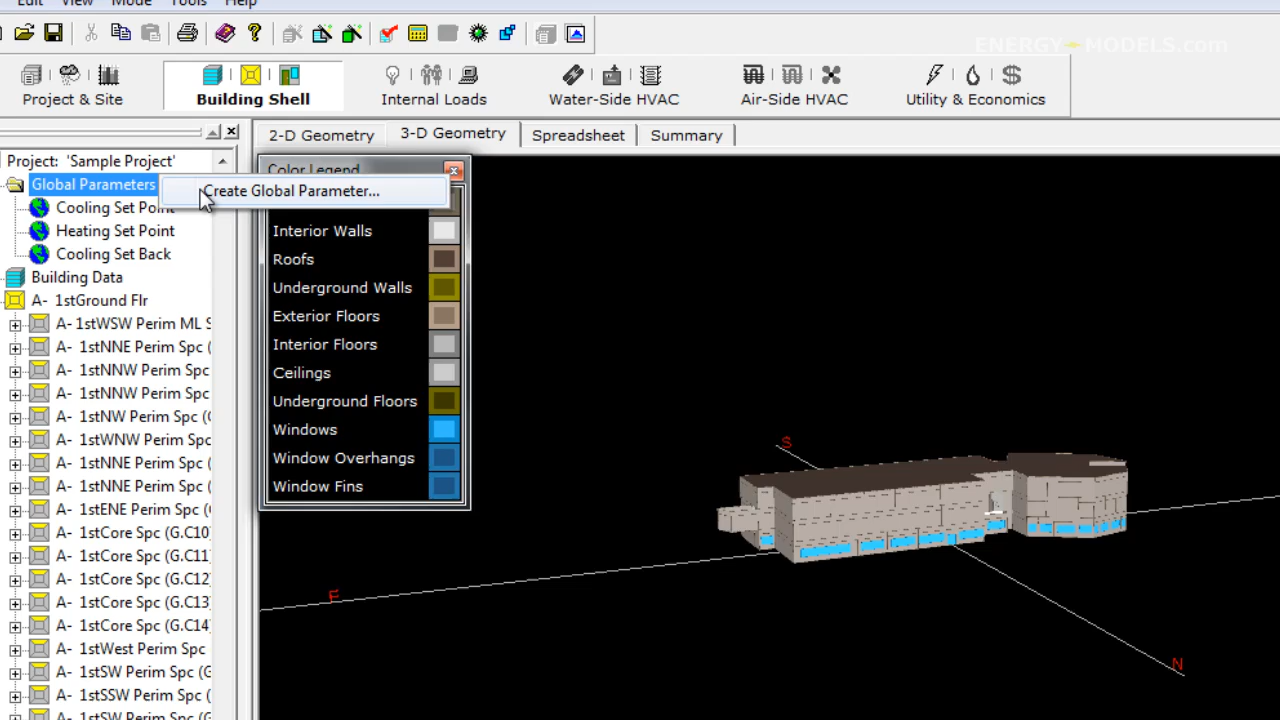 Edit View Mode Tools Help
ENERGY-MODELS.com
Project & Site
Building Shell
Internal Loads
Water-Side HVAC
Air-Side HVAC
Utility & Economics
2-D Geometry
3-D Geometry
Spreadsheet
Summary
Project: 'Sample Project'
Global Parameters
Cooling Set Point
Heating Set Point
Cooling Set Back
Building Data
A- 1stGround Flr
A- 1stWSW Perim ML S
A- 1stNNE Perim Spc (
A- 1stNNW Perim Spc
A- 1stNNW Perim Spc
A- 1stNW Perim Spc (
A- 1stWNW Perim Spc
A- 1stNNE Perim Spc (
A- 1stNNE Perim Spc (
A- 1stENE Perim Spc (
A- 1stCore Spc (G.C10)
A- 1stCore Spc (G.C11)
A- 1stCore Spc (G.C12)
A- 1stCore Spc (G.C13)
A- 1stCore Spc (G.C14)
A- 1stWest Perim Spc
A- 1stSW Perim Spc (G
A- 1stSSW Perim Spc
A- 1stSW Perim Spc (G
Create Global Parameter...
Color Legend
Interior Walls
Roofs
Underground Walls
Exterior Floors
Interior Floors
Ceilings
Underground Floors
Windows
Window Overhangs
Window Fins
S
E
N